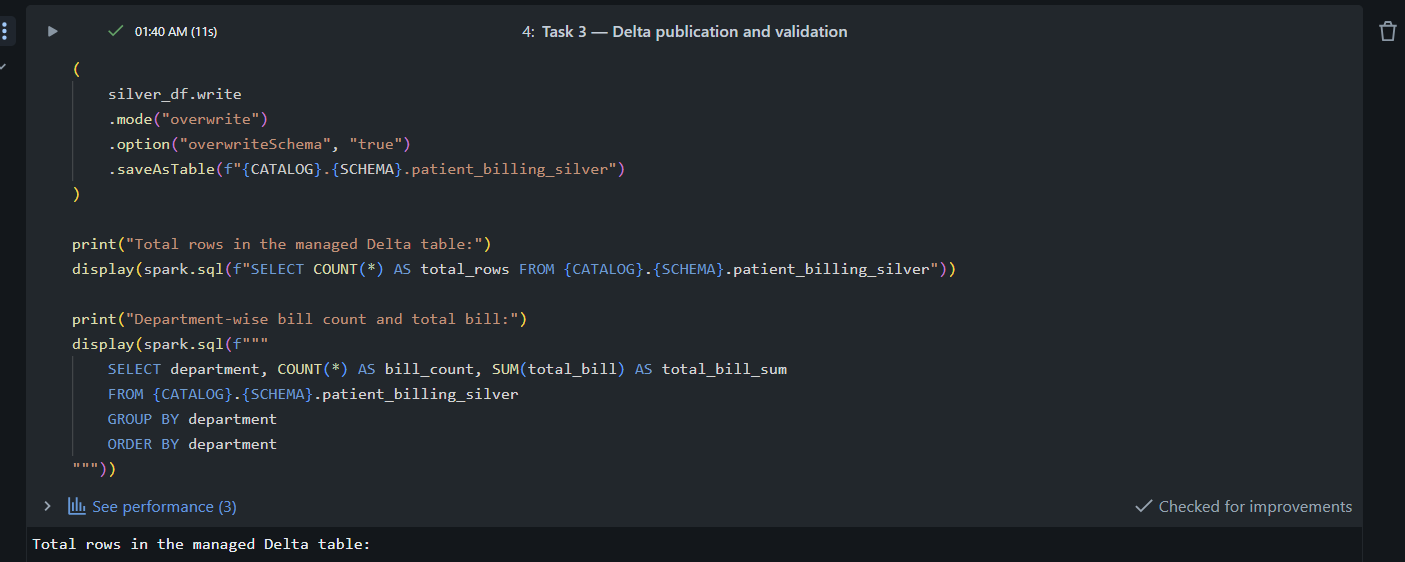 01:40 AM (11s)
4: Task 3 — Delta publication and validation
(
    silver_df.write
    .mode("overwrite")
    .option("overwriteSchema", "true")
    .saveAsTable(f"{CATALOG}.{SCHEMA}.patient_billing_silver")
)
print("Total rows in the managed Delta table:")
display(spark.sql(f"SELECT COUNT(*) AS total_rows FROM {CATALOG}.{SCHEMA}.patient_billing_silver"))
print("Department-wise bill count and total bill:")
display(spark.sql(f"""
    SELECT department, COUNT(*) AS bill_count, SUM(total_bill) AS total_bill_sum
    FROM {CATALOG}.{SCHEMA}.patient_billing_silver
    GROUP BY department
    ORDER BY department
"""))
See performance (3)
Checked for improvements
Total rows in the managed Delta table: